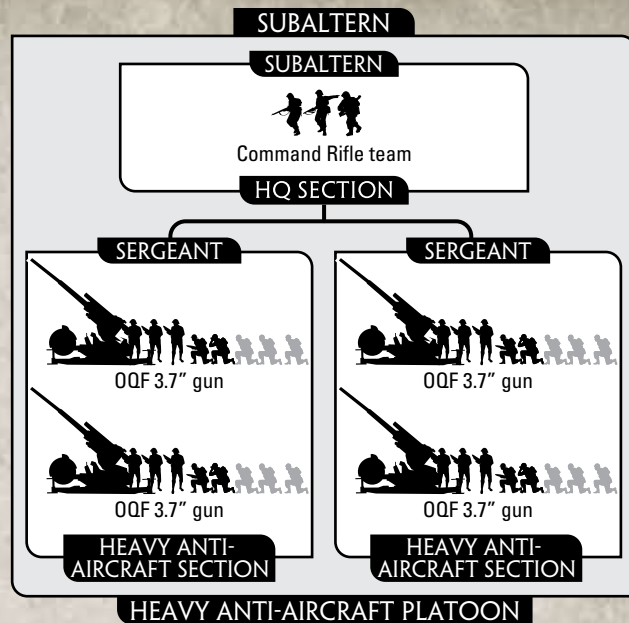 SUBALTERN
SUBALTERN
Command Rifle team
HQ SECTION
SERGEANT
OQF 3.7” gun
OQF 3.7” gun
HEAVY ANTI-
AIRCRAFT SECTION
SERGEANT
OQF 3.7” gun
OQF 3.7” gun
HEAVY ANTI-
AIRCRAFT SECTION
HEAVY ANTI-AIRCRAFT PLATOON